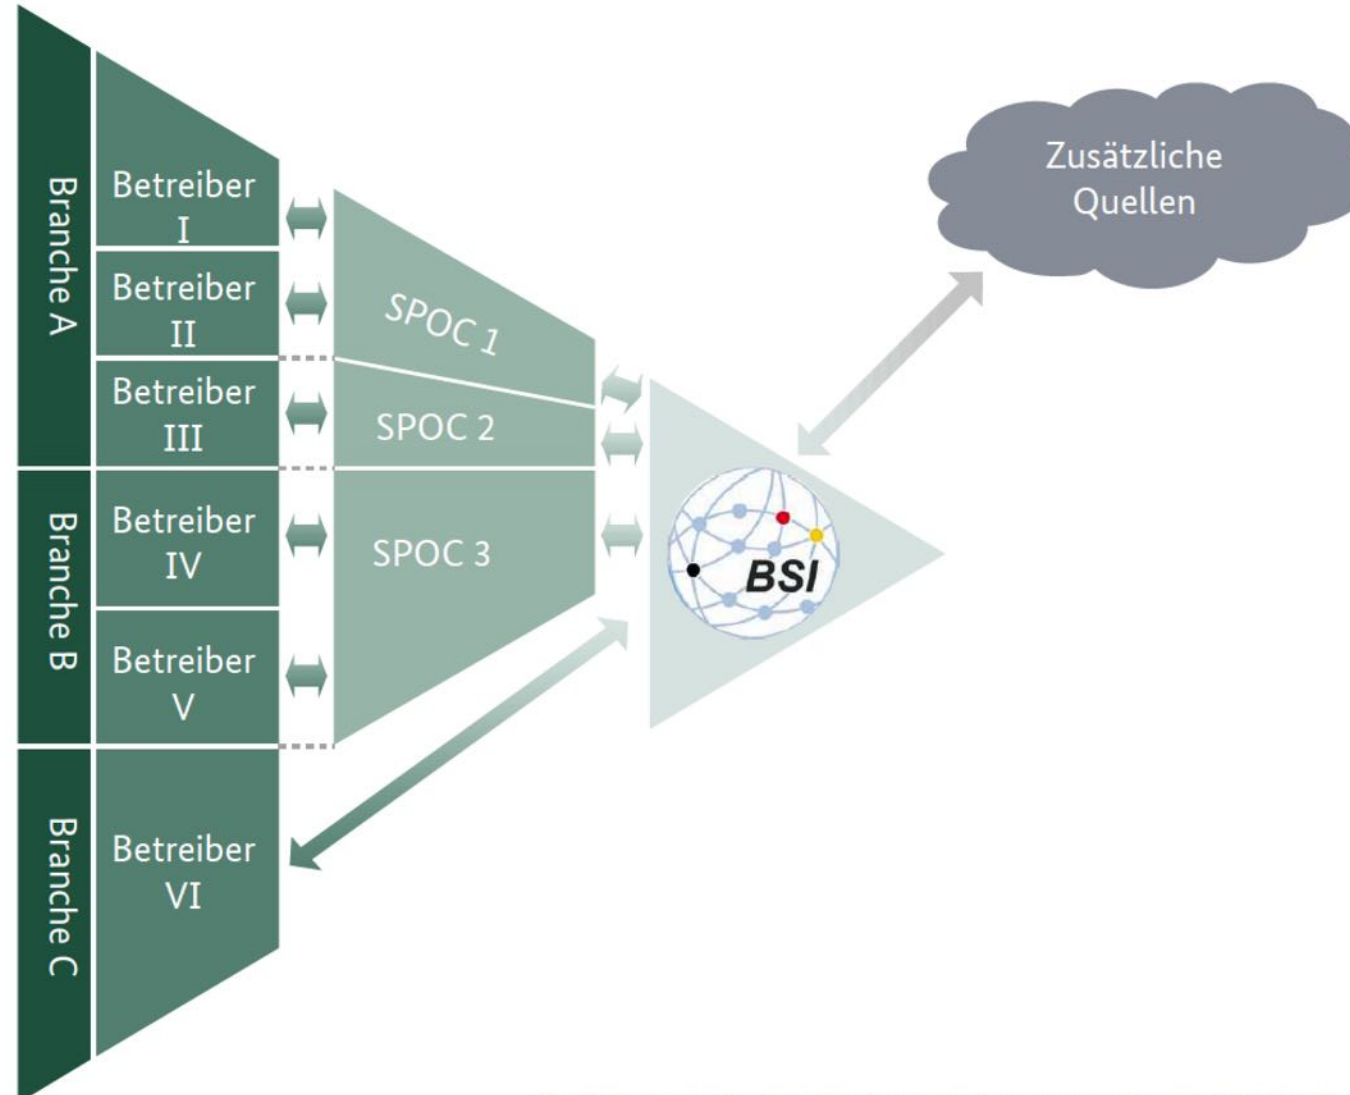 Branche A
Betreiber
I
Betreiber
II
Betreiber
III
Branche B
Betreiber
IV
Betreiber
V
Branche C
Betreiber
VI
SPOC 1
SPOC 2
SPOC 3
BSI
Zusätzliche
Quellen